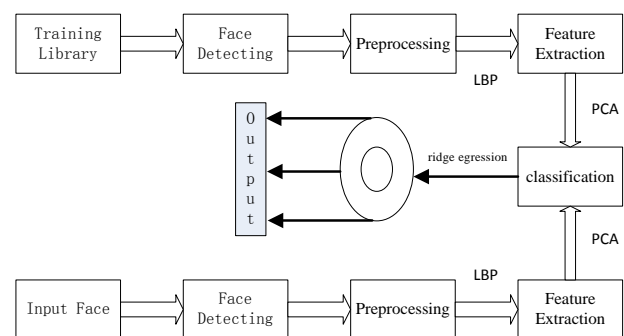 Training
Library
Face
Detecting
Preprocessing
LBP
Feature
Extraction
PCA
Output
ridge egression
classification
PCA
Input Face
Face
Detecting
Preprocessing
LBP
Feature
Extraction